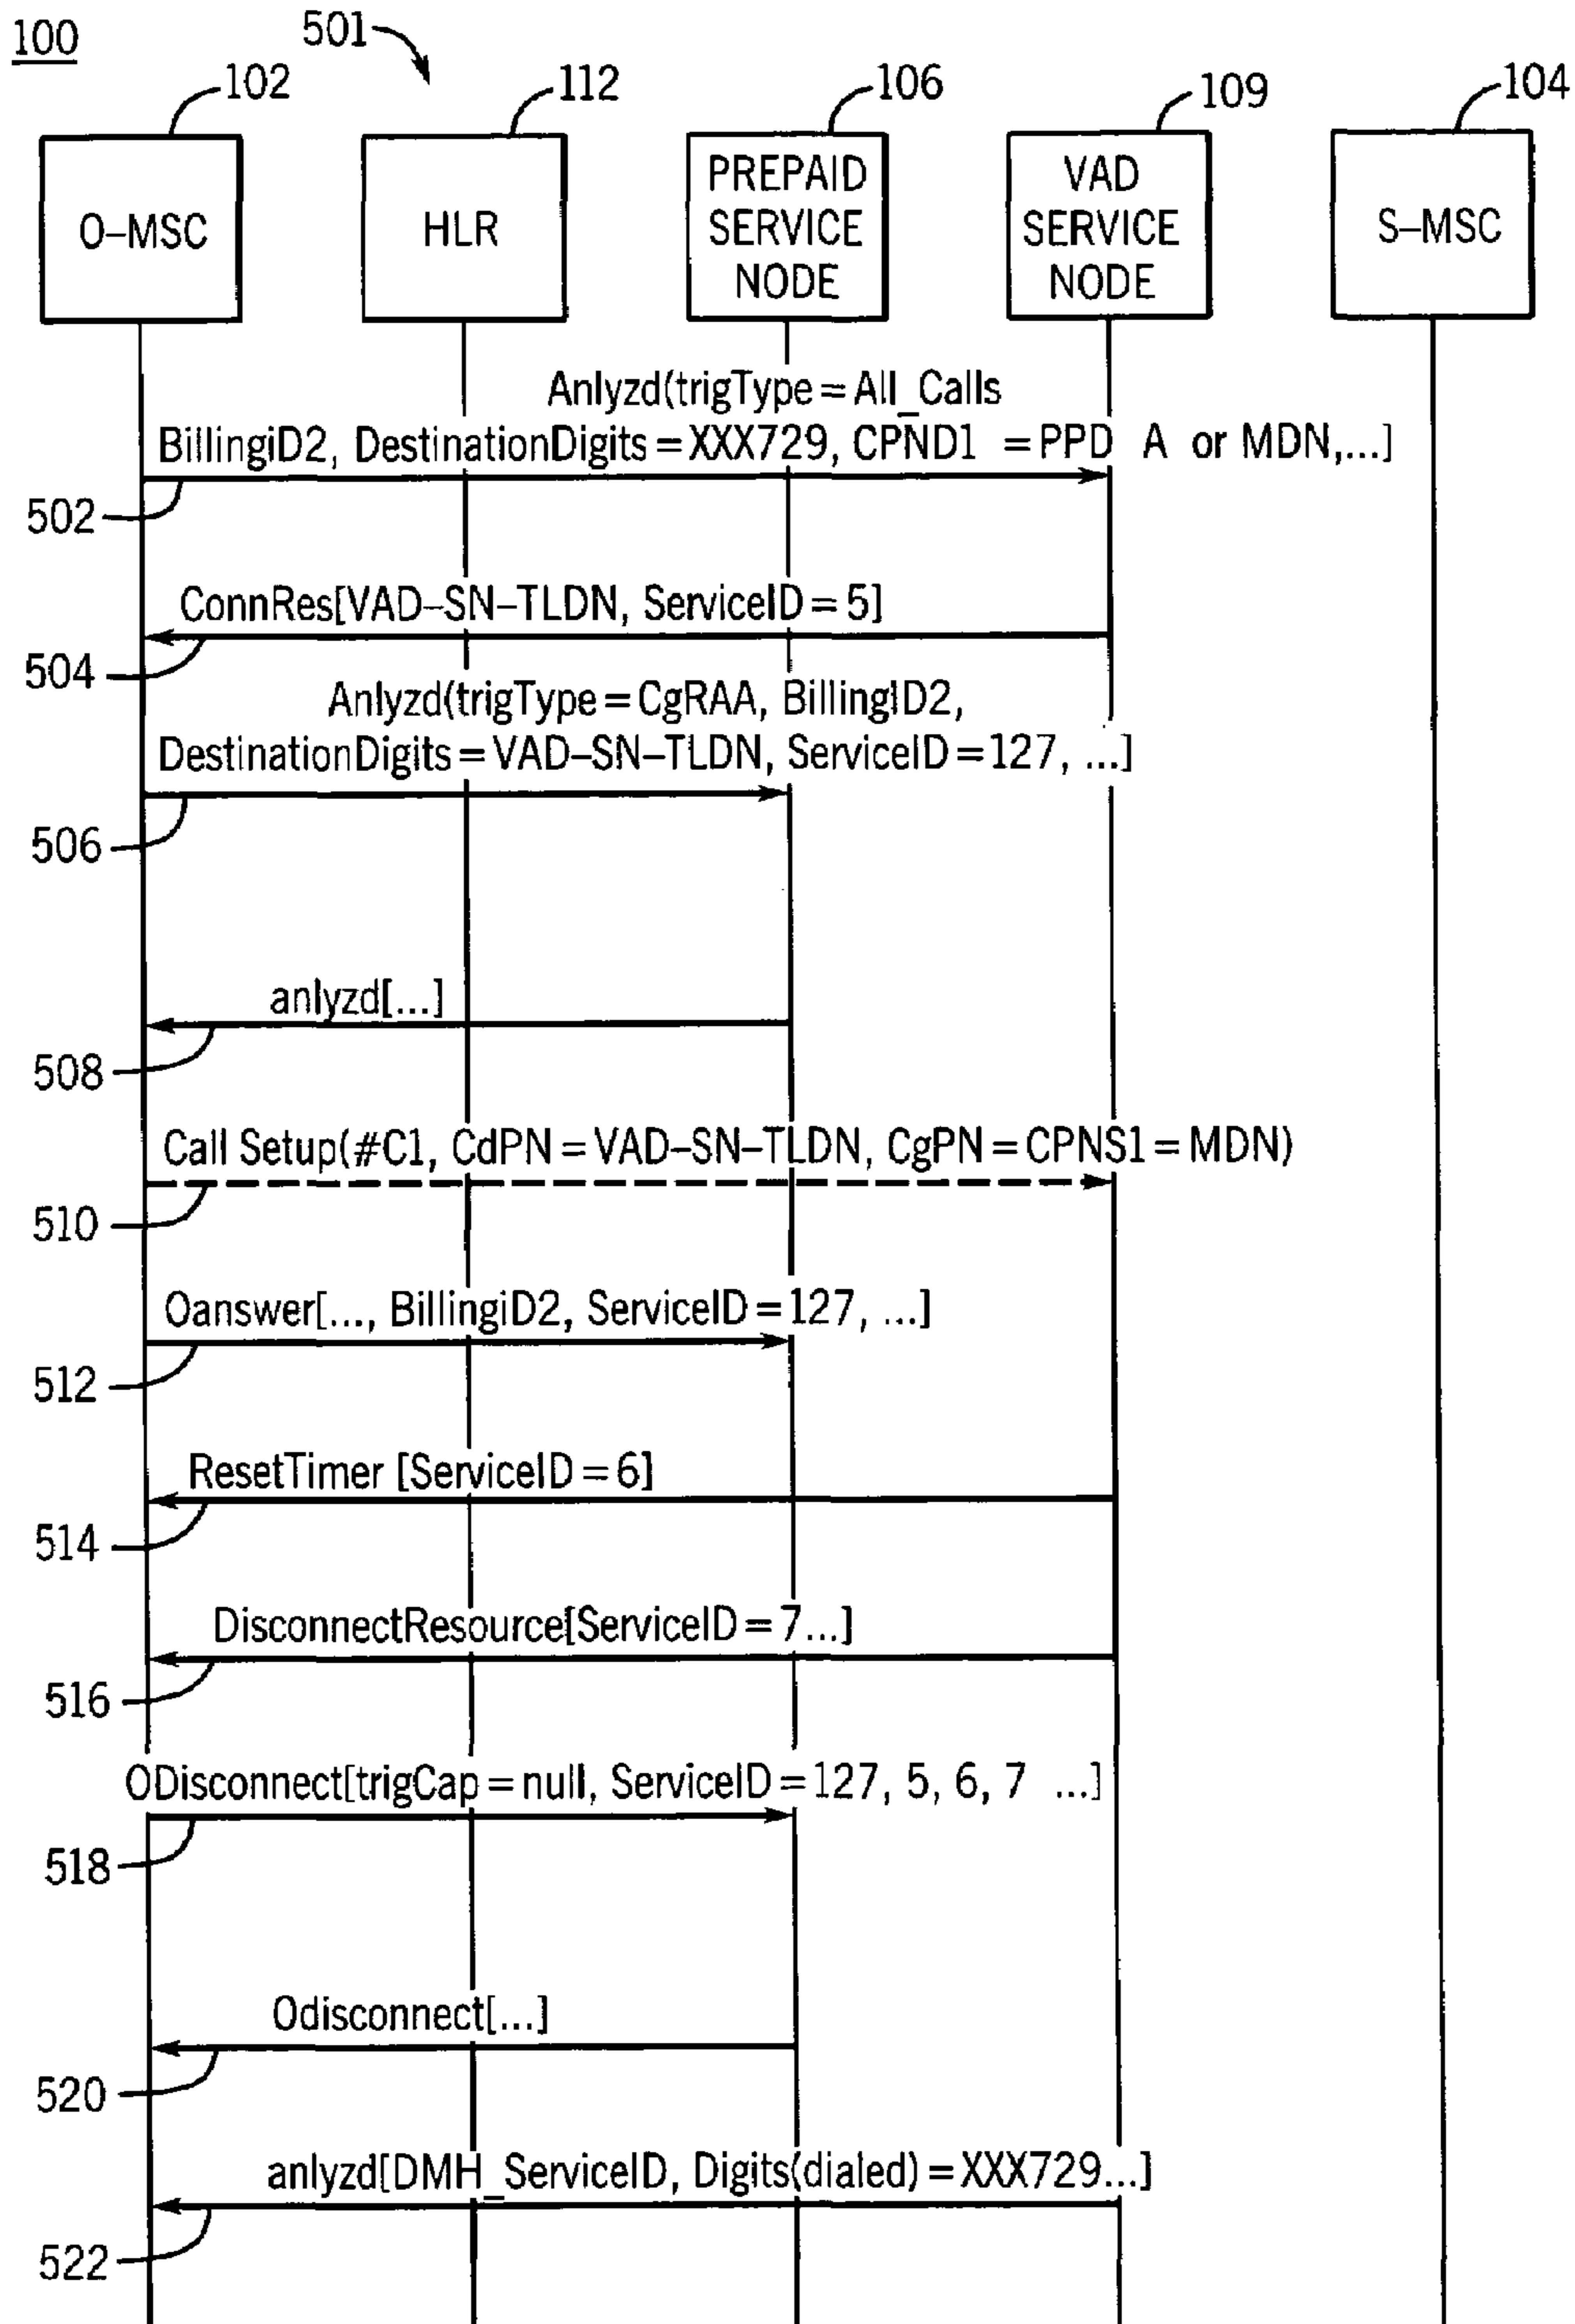 100
501
102
112
106
109
104
O–MSC
HLR
PREPAID
SERVICE
NODE
VAD
SERVICE
NODE
S–MSC
Anlyzd(trigType=All_Calls
BillingiD2, DestinationDigits=XXX729, CPND1 =PPD A or MDN,...]
502
ConnRes[VAD–SN–TLDN, ServiceID=5]
504
Anlyzd(trigType=CgRAA, BillingID2,
DestinationDigits=VAD–SN–TLDN, ServiceID=127, ...]
506
anlyzd[...]
508
Call Setup(#C1, CdPN=VAD–SN–TLDN, CgPN=CPNS1=MDN)
510
Oanswer[..., BillingiD2, ServiceID=127, ...]
512
ResetTimer [ServiceID=6]
514
DisconnectResource[ServiceID=7...]
516
ODisconnect[trigCap=null, ServiceID=127, 5, 6, 7 ...]
518
Odisconnect[...]
520
anlyzd[DMH_ServiceID, Digits(dialed)=XXX729...]
522